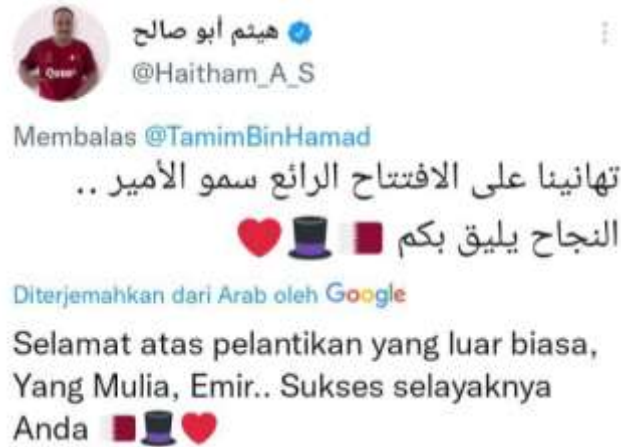 هيثم أبو صالح
@Haitham_A_S
Membalas @TamimBinHamad
تهانينا على الافتتاح الرائع سمو الأمير ..
النجاح يليق بكم 🇶🇦🎩❤️
Diterjemahkan dari Arab oleh Google
Selamat atas pelantikan yang luar biasa,
Yang Mulia, Emir.. Sukses selayaknya
Anda 🇶🇦🎩❤️